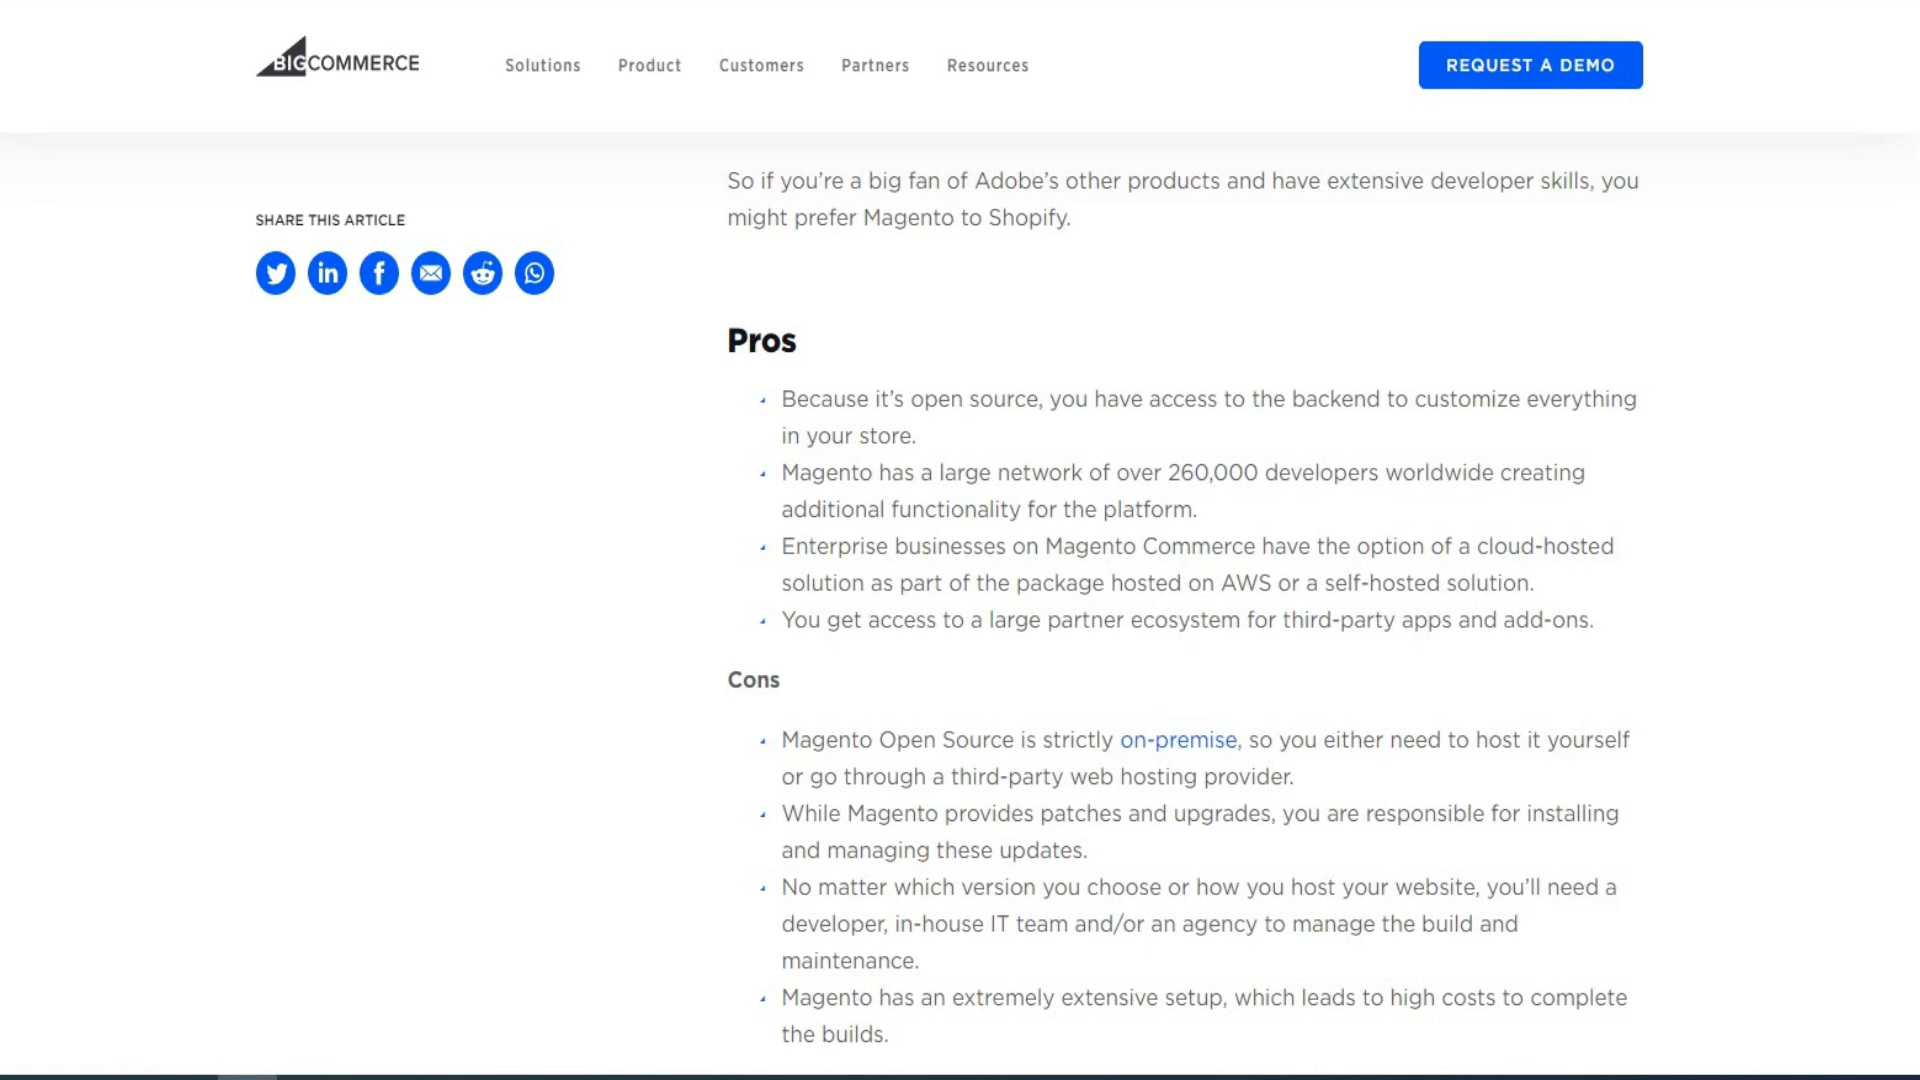 BIGCOMMERCE
Solutions
Product
Customers
Partners
Resources
REQUEST A DEMO
SHARE THIS ARTICLE
So if you’re a big fan of Adobe’s other products and have extensive developer skills, you
might prefer Magento to Shopify.
Pros
Because it’s open source, you have access to the backend to customize everything
in your store.
Magento has a large network of over 260,000 developers worldwide creating
additional functionality for the platform.
Enterprise businesses on Magento Commerce have the option of a cloud-hosted
solution as part of the package hosted on AWS or a self-hosted solution.
You get access to a large partner ecosystem for third-party apps and add-ons.
Cons
Magento Open Source is strictly on-premise, so you either need to host it yourself
or go through a third-party web hosting provider.
While Magento provides patches and upgrades, you are responsible for installing
and managing these updates.
No matter which version you choose or how you host your website, you’ll need a
developer, in-house IT team and/or an agency to manage the build and
maintenance.
Magento has an extremely extensive setup, which leads to high costs to complete
the builds.